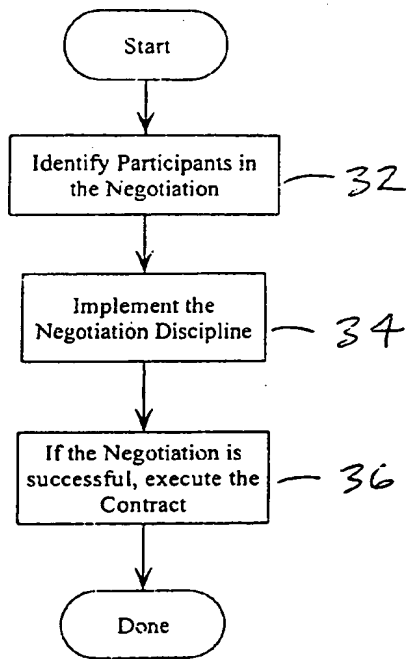 Start
Identify Participants in
the Negotiation
32
Implement the
Negotiation Discipline
34
If the Negotiation is
successful, execute the
Contract
36
Done